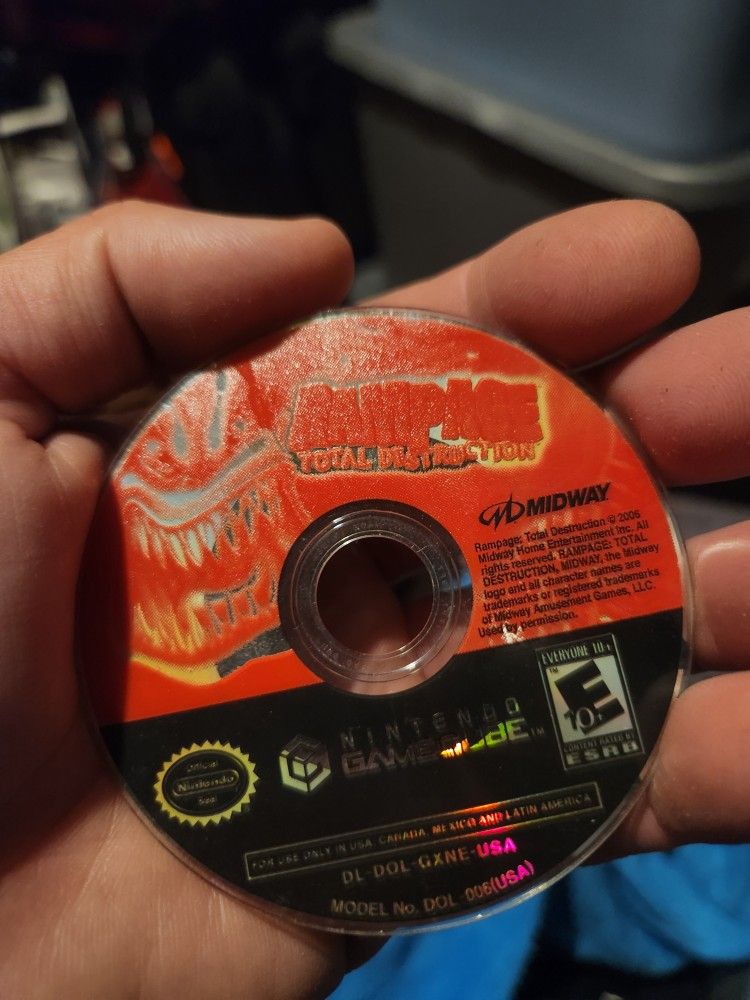 RAMPAGE
TOTAL DESTRUCTION
MIDWAY
Rampage: Total Destruction © 2006
Midway Home Entertainment Inc. All
rights reserved. RAMPAGE: TOTAL
DESTRUCTION, MIDWAY, the Midway
logo and all character names are
trademarks or registered trademarks
of Midway Amusement Games, LLC.
Used by permission.
EVERYONE 10+
E
10+
CONTENT RATED BY
ESRB
NINTENDO
GAMECUBE™
Official
Nintendo
Seal
FOR USE ONLY IN USA, CANADA, MEXICO AND LATIN AMERICA
DL-DOL-GXNE-USA
MODEL No. DOL-006(USA)